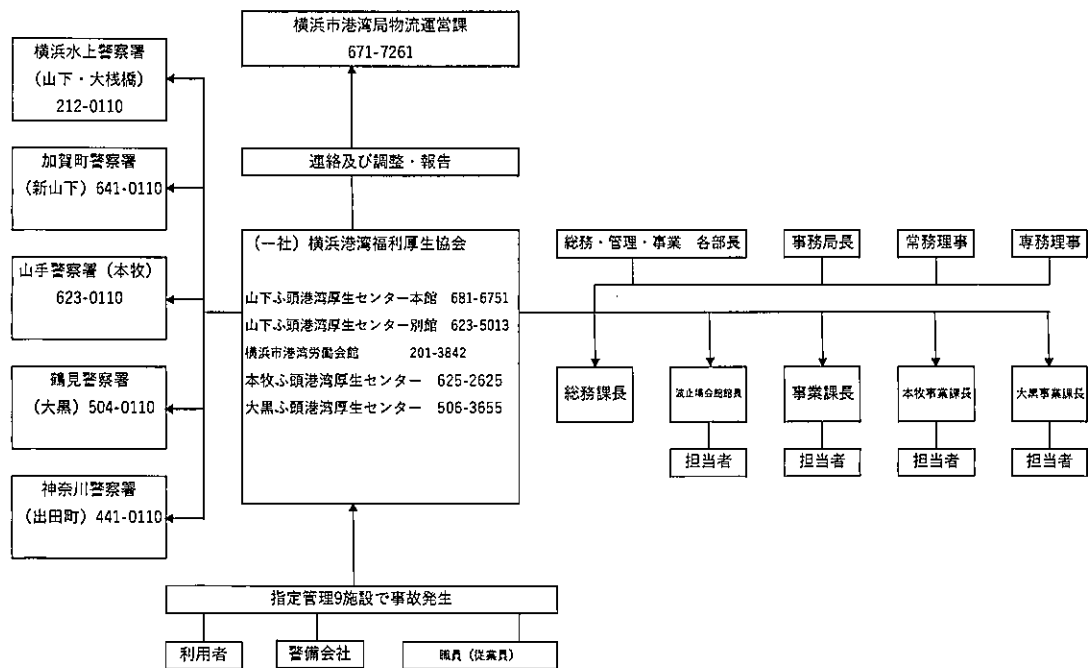 横浜市港湾局物流運営課
671-7261
横浜水上警察署
（山下・大桟橋）
212-0110
加賀町警察署
（新山下）641-0110
山手警察署（本牧）
623-0110
鶴見警察署
（大黒）504-0110
神奈川警察署
（出田町）441-0110
連絡及び調整・報告
（一社）横浜港湾福利厚生協会
山下ふ頭港湾厚生センター本館　681-6751
山下ふ頭港湾厚生センター別館　623-5013
横浜市港湾労働会館　201-3842
本牧ふ頭港湾厚生センター　625-2625
大黒ふ頭港湾厚生センター　506-3655
総務・管理・事業　各部長
事務局長
常務理事
専務理事
総務課長
波止場会館館員
事業課長
本牧事業課長
大黒事業課長
担当者
担当者
担当者
担当者
指定管理9施設で事故発生
利用者
警備会社
職員（従業員）